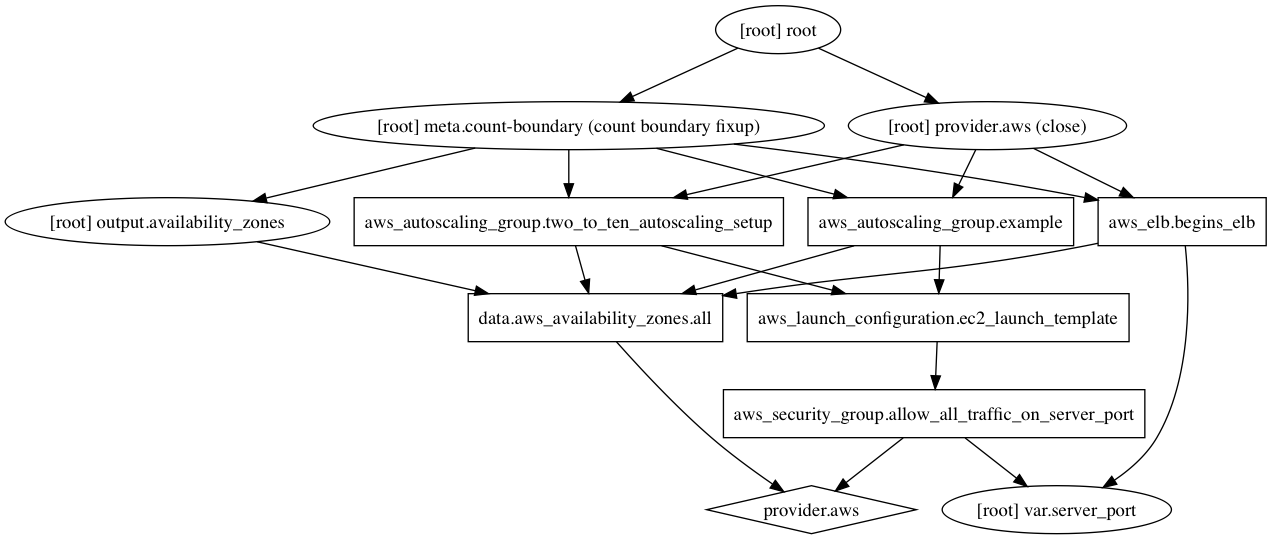 [root] root
[root] meta.count-boundary (count boundary fixup)
[root] provider.aws (close)
[root] output.availability_zones
aws_autoscaling_group.two_to_ten_autoscaling_setup
aws_autoscaling_group.example
aws_elb.begins_elb
data.aws_availability_zones.all
aws_launch_configuration.ec2_launch_template
aws_security_group.allow_all_traffic_on_server_port
provider.aws
[root] var.server_port